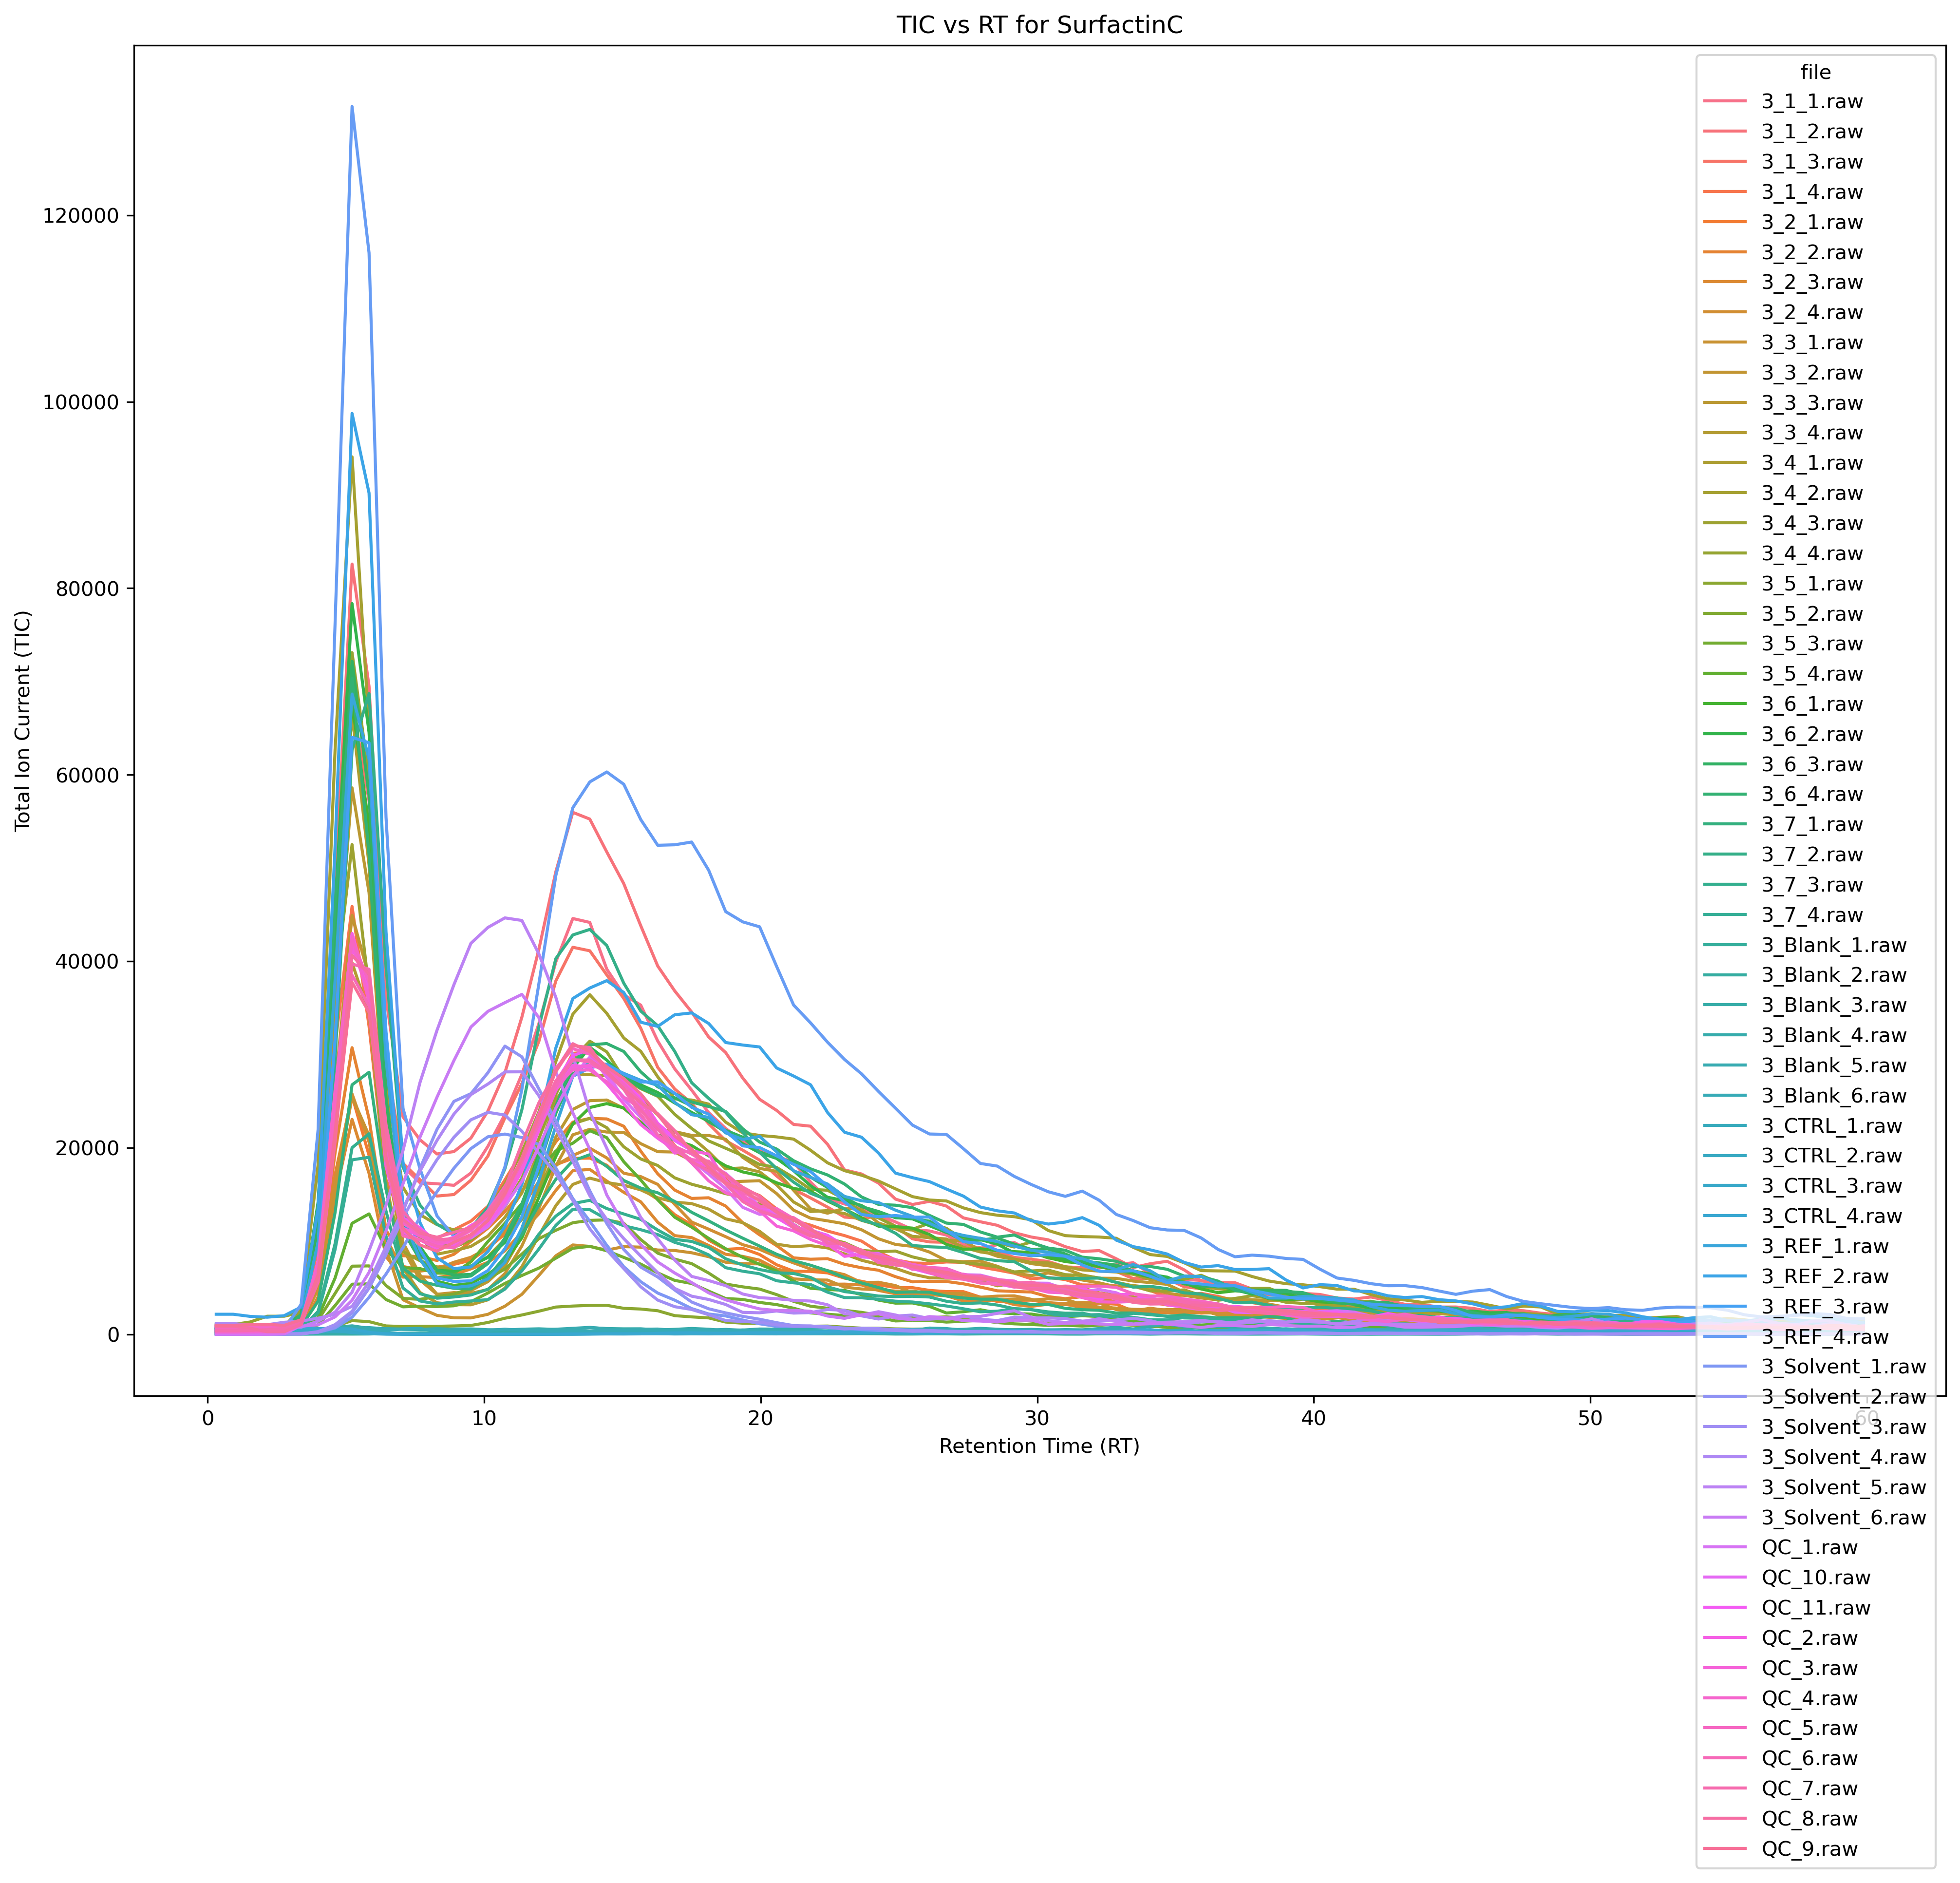 TIC vs RT for SurfactinC
Total Ion Current (TIC)
120000
100000
80000
60000
40000
20000
0
0
10
20
30
40
50
60
Retention Time (RT)
file
3_1_1.raw
3_1_2.raw
3_1_3.raw
3_1_4.raw
3_2_1.raw
3_2_2.raw
3_2_3.raw
3_2_4.raw
3_3_1.raw
3_3_2.raw
3_3_3.raw
3_3_4.raw
3_4_1.raw
3_4_2.raw
3_4_3.raw
3_4_4.raw
3_5_1.raw
3_5_2.raw
3_5_3.raw
3_5_4.raw
3_6_1.raw
3_6_2.raw
3_6_3.raw
3_6_4.raw
3_7_1.raw
3_7_2.raw
3_7_3.raw
3_7_4.raw
3_Blank_1.raw
3_Blank_2.raw
3_Blank_3.raw
3_Blank_4.raw
3_Blank_5.raw
3_Blank_6.raw
3_CTRL_1.raw
3_CTRL_2.raw
3_CTRL_3.raw
3_CTRL_4.raw
3_REF_1.raw
3_REF_2.raw
3_REF_3.raw
3_REF_4.raw
3_Solvent_1.raw
3_Solvent_2.raw
3_Solvent_3.raw
3_Solvent_4.raw
3_Solvent_5.raw
3_Solvent_6.raw
QC_1.raw
QC_10.raw
QC_11.raw
QC_2.raw
QC_3.raw
QC_4.raw
QC_5.raw
QC_6.raw
QC_7.raw
QC_8.raw
QC_9.raw